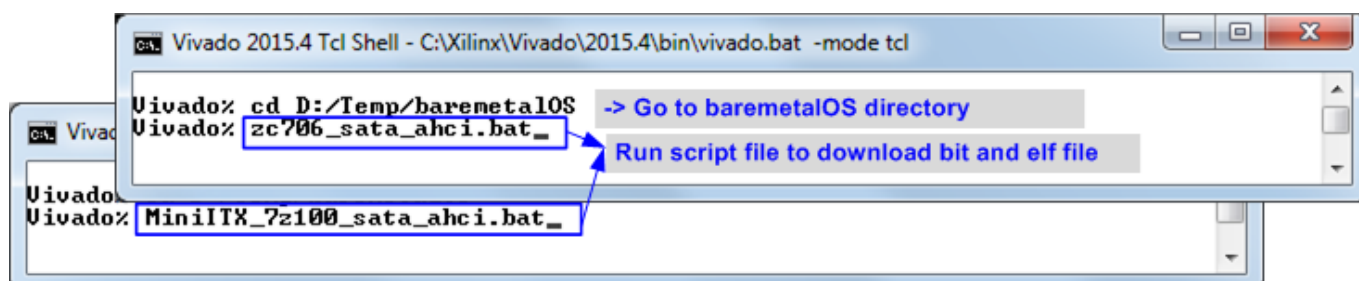 Vivado 2015.4 Tcl Shell - C:\Xilinx\Vivado\2015.4\bin\vivado.bat -mode tcl
Vivado% cd D:/Temp/baremetalOS -> Go to baremetalOS directory
Vivado% zc706_sata_ahci.bat_
Run script file to download bit and elf file
Vivado%
Vivado% MiniITX_7z100_sata_ahci.bat_